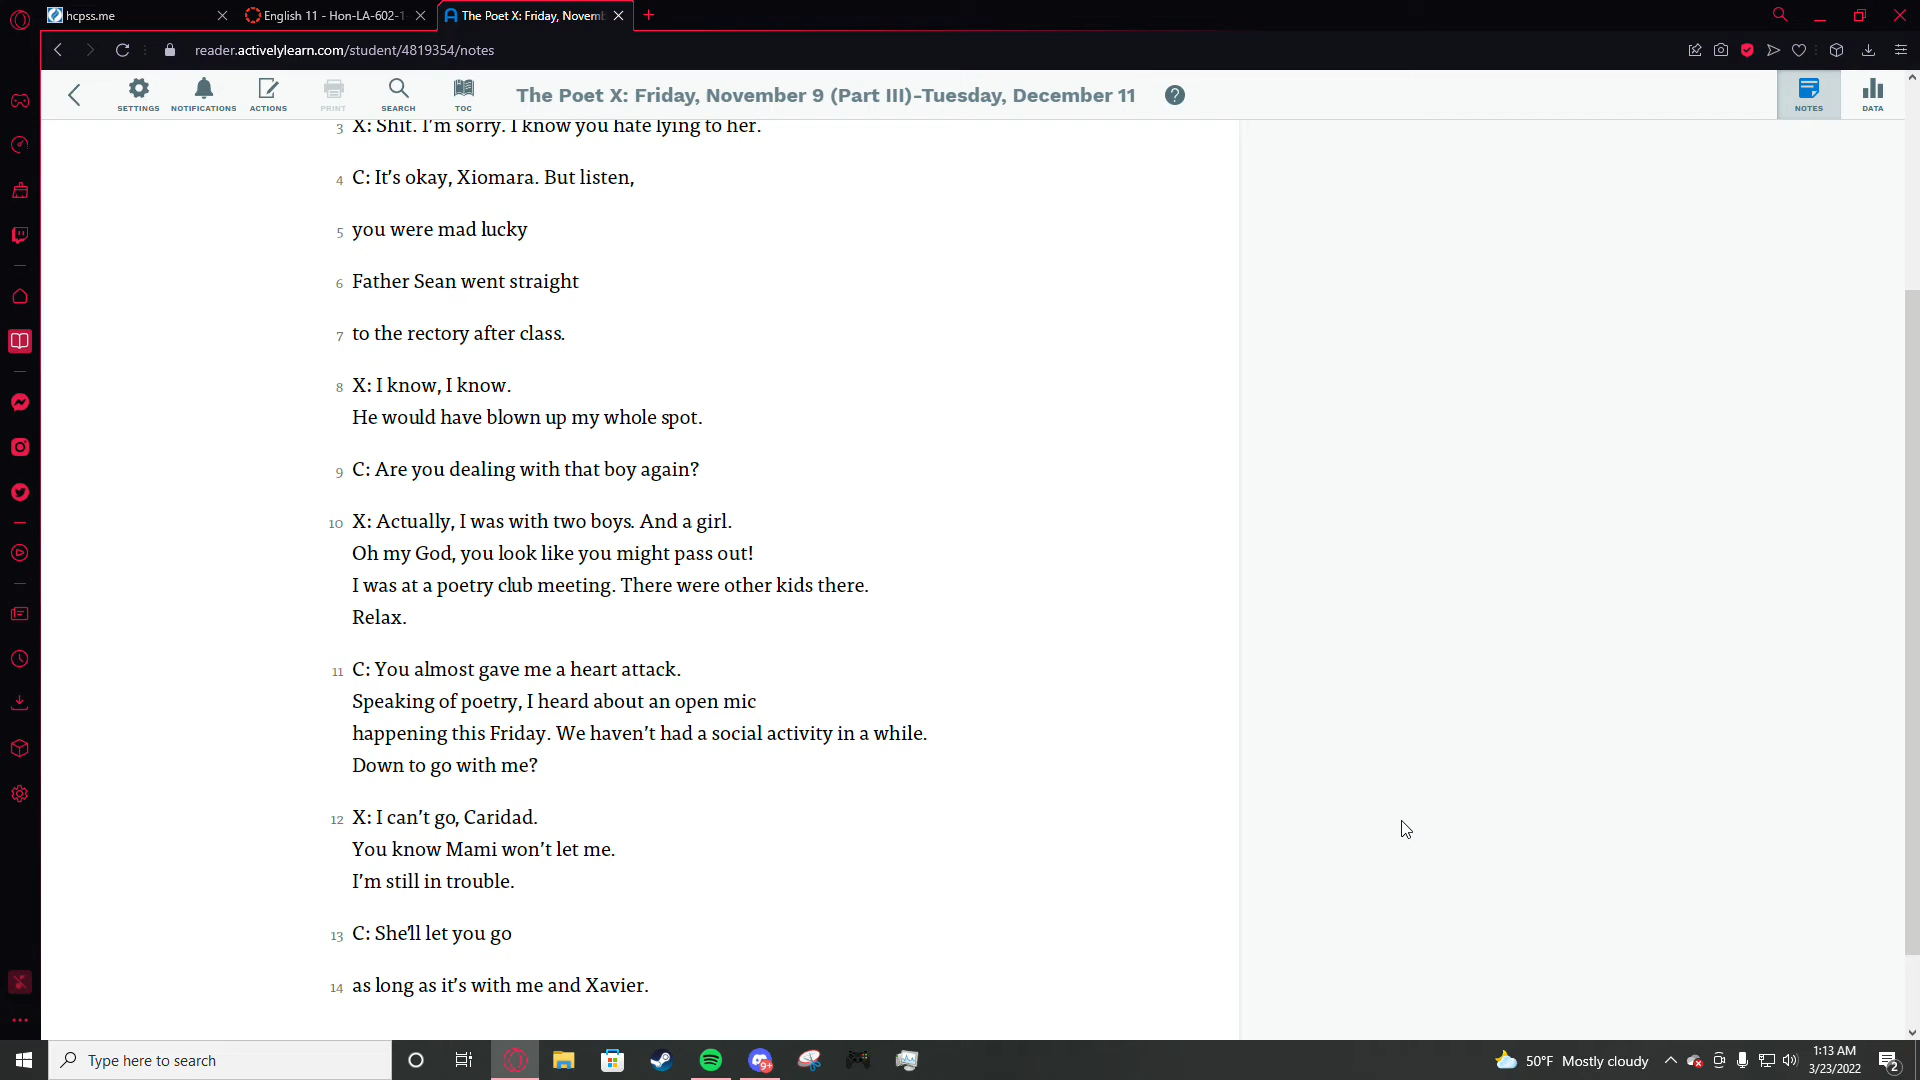 hcpss.me
English 11 - Hon-LA-602-1
The Poet X: Friday, Novem
reader.activelylearn.com/student/4819354/notes
SETTINGS
NOTIFICATIONS
ACTIONS
PRINT
SEARCH
TOC
The Poet X: Friday, November 9 (Part III)-Tuesday, December 11
?
NOTES
DATA
3 X: Shit. I'm sorry. I know you hate lying to her.
4 C: It's okay, Xiomara. But listen,
5 you were mad lucky
6 Father Sean went straight
7 to the rectory after class.
8 X: I know, I know.
He would have blown up my whole spot.
9 C: Are you dealing with that boy again?
10 X: Actually, I was with two boys. And a girl.
Oh my God, you look like you might pass out!
I was at a poetry club meeting. There were other kids there.
Relax.
11 C: You almost gave me a heart attack.
Speaking of poetry, I heard about an open mic
happening this Friday. We haven't had a social activity in a while.
Down to go with me?
12 X: I can't go, Caridad.
You know Mami won't let me.
I'm still in trouble.
13 C: She'll let you go
14 as long as it's with me and Xavier.
Type here to search
9+
50°F Mostly cloudy
1:13 AM
3/23/2022
2